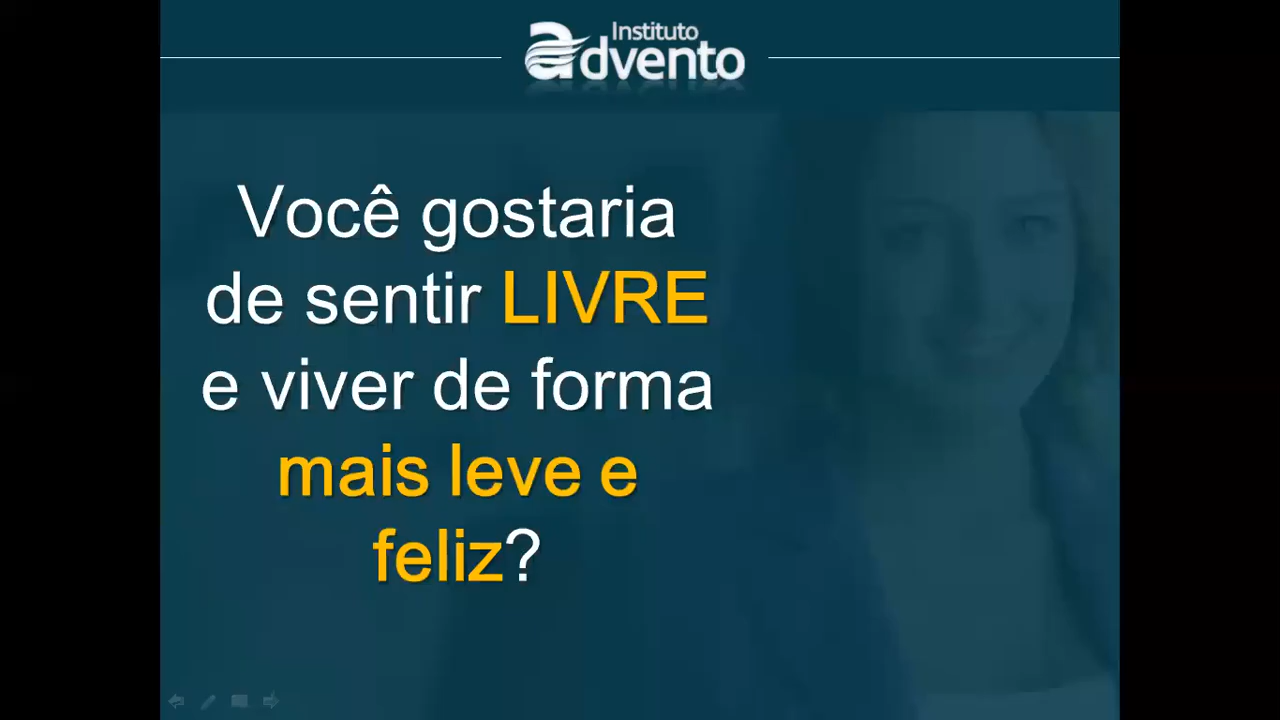 Instituto
advento
Você gostaria
de sentir LIVRE
e viver de forma
mais leve e
feliz?